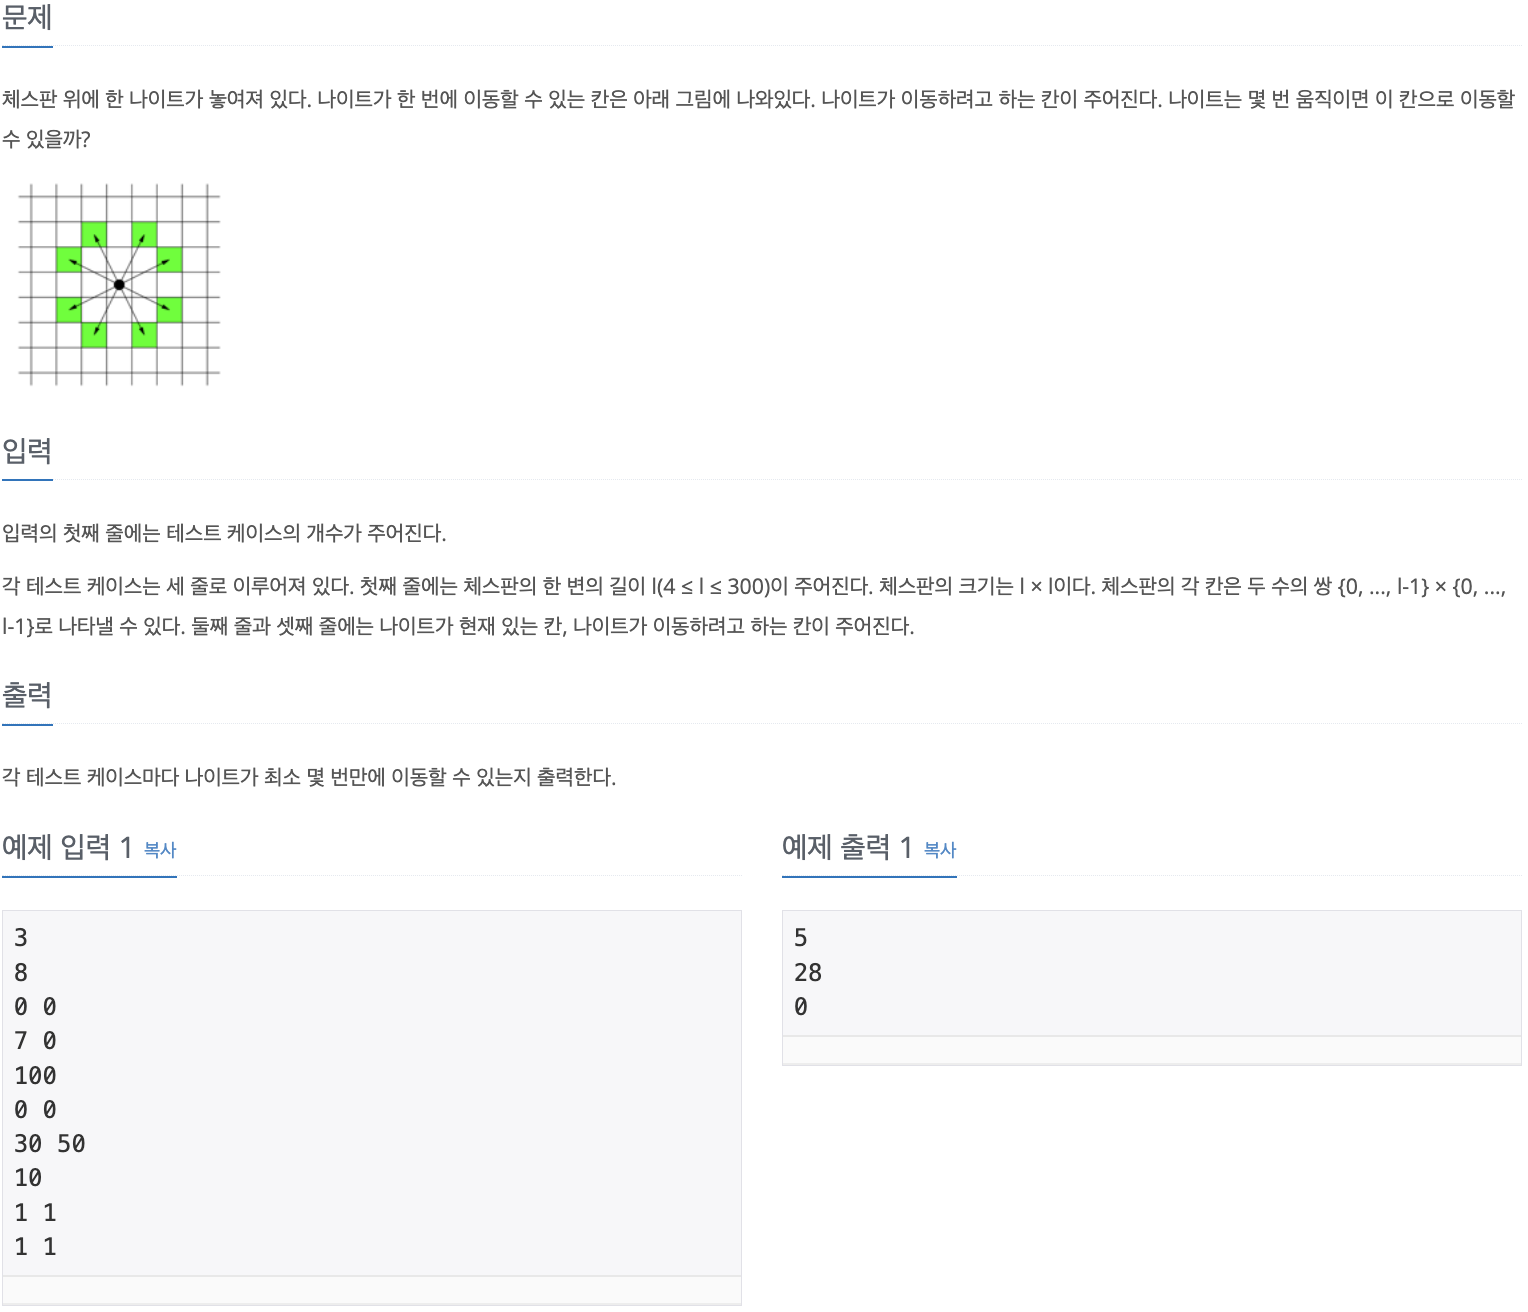 문제
체스판 위에 한 나이트가 놓여져 있다. 나이트가 한 번에 이동할 수 있는 칸은 아래 그림에 나와있다. 나이트가 이동하려고 하는 칸이 주어진다. 나이트는 몇 번 움직이면 이 칸으로 이동할
수 있을까?
입력
입력의 첫째 줄에는 테스트 케이스의 개수가 주어진다.
각 테스트 케이스는 세 줄로 이루어져 있다. 첫째 줄에는 체스판의 한 변의 길이 l(4 ≤ l ≤ 300)이 주어진다. 체스판의 크기는 l × l이다. 체스판의 각 칸은 두 수의 쌍 {0, ..., l-1} × {0, ...,
l-1}로 나타낼 수 있다. 둘째 줄과 셋째 줄에는 나이트가 현재 있는 칸, 나이트가 이동하려고 하는 칸이 주어진다.
출력
각 테스트 케이스마다 나이트가 최소 몇 번만에 이동할 수 있는지 출력한다.
예제 입력 1 복사
3
8
0 0
7 0
100
0 0
30 50
10
1 1
1 1
예제 출력 1 복사
5
28
0